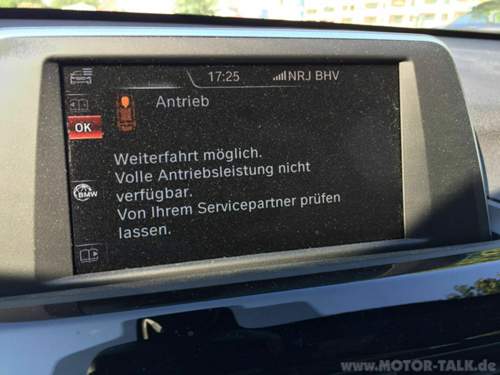 17:25 NRJ BHV
Antrieb
OK
Weiterfahrt möglich.
Volle Antriebsleistung nicht
verfügbar.
BMW
Von Ihrem Servicepartner prüfen
lassen.
www.MOTOR-TALK.de